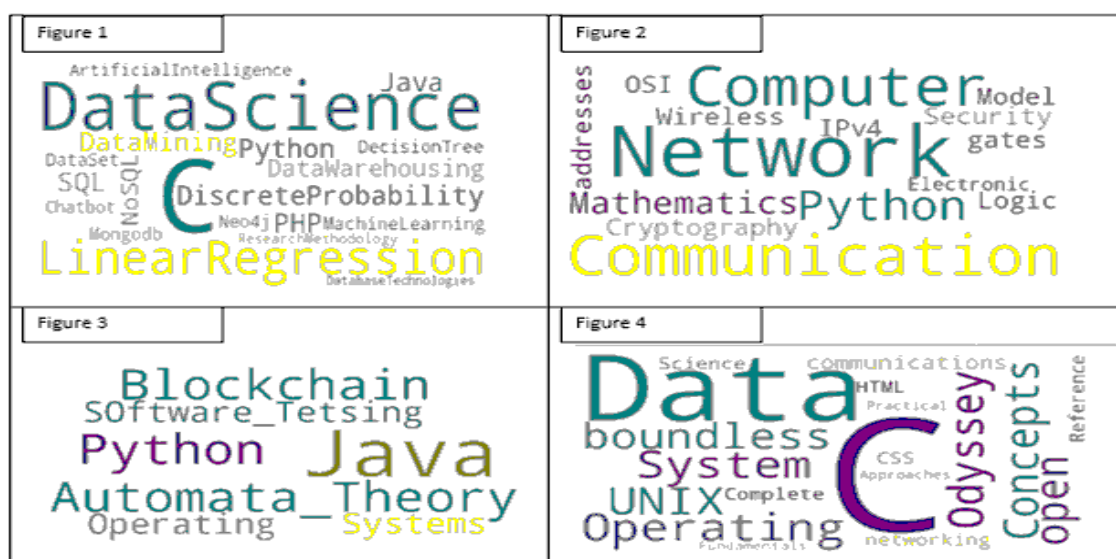 Figure 1
ArtificialIntelligence
Java
DataScience
DataMining
Python
DecisionTree
DataSet
DataWarehousing
SQL
NoSQL
C
DiscreteProbability
Chatbot
Neo4j
PHP
MachineLearning
Mongodb
ResearchMethodology
LinearRegression
DatabaseTechnologies
Figure 2
addresses
OSI
Computer
Model
Wireless
IPv4
Security
Network
gates
Electronic
Mathematics
Python
Logic
Cryptography
Communication
Figure 3
Blockchain
SOftware_Tetsing
Python
Java
Automata_Theory
Operating
Systems
Figure 4
Data
Science
communications
HTML
Practical
boundless
C
Odyssey
Concepts
Reference
System
CSS
Approaches
UNIX
Complete
open
Operating
networking
Fundamentals